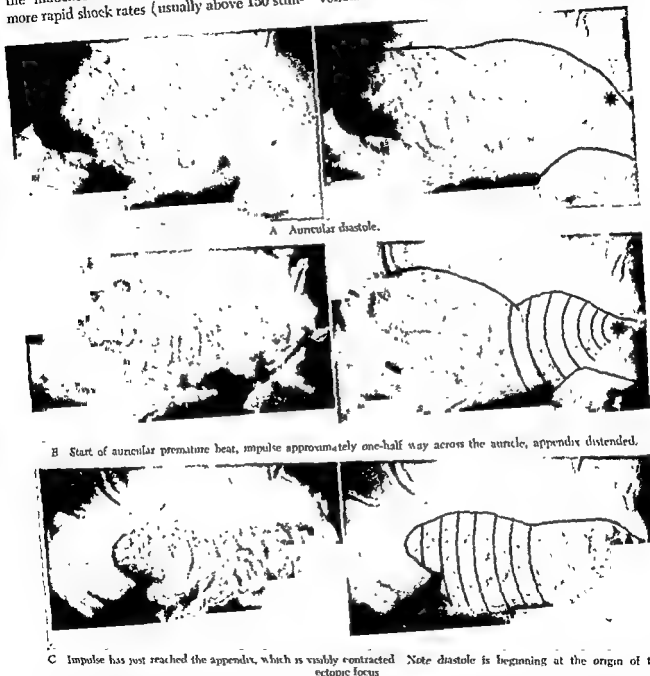 more rapid shock rates (usually above 150
A Auricular diastole.
B Start of auricular premature beat, impulse approximately one-half way across the auricle, appendix distended.
C Impulse has just reached the appendix, which is visibly contracted Note diastole is beginning at the origin of
ectopic focus